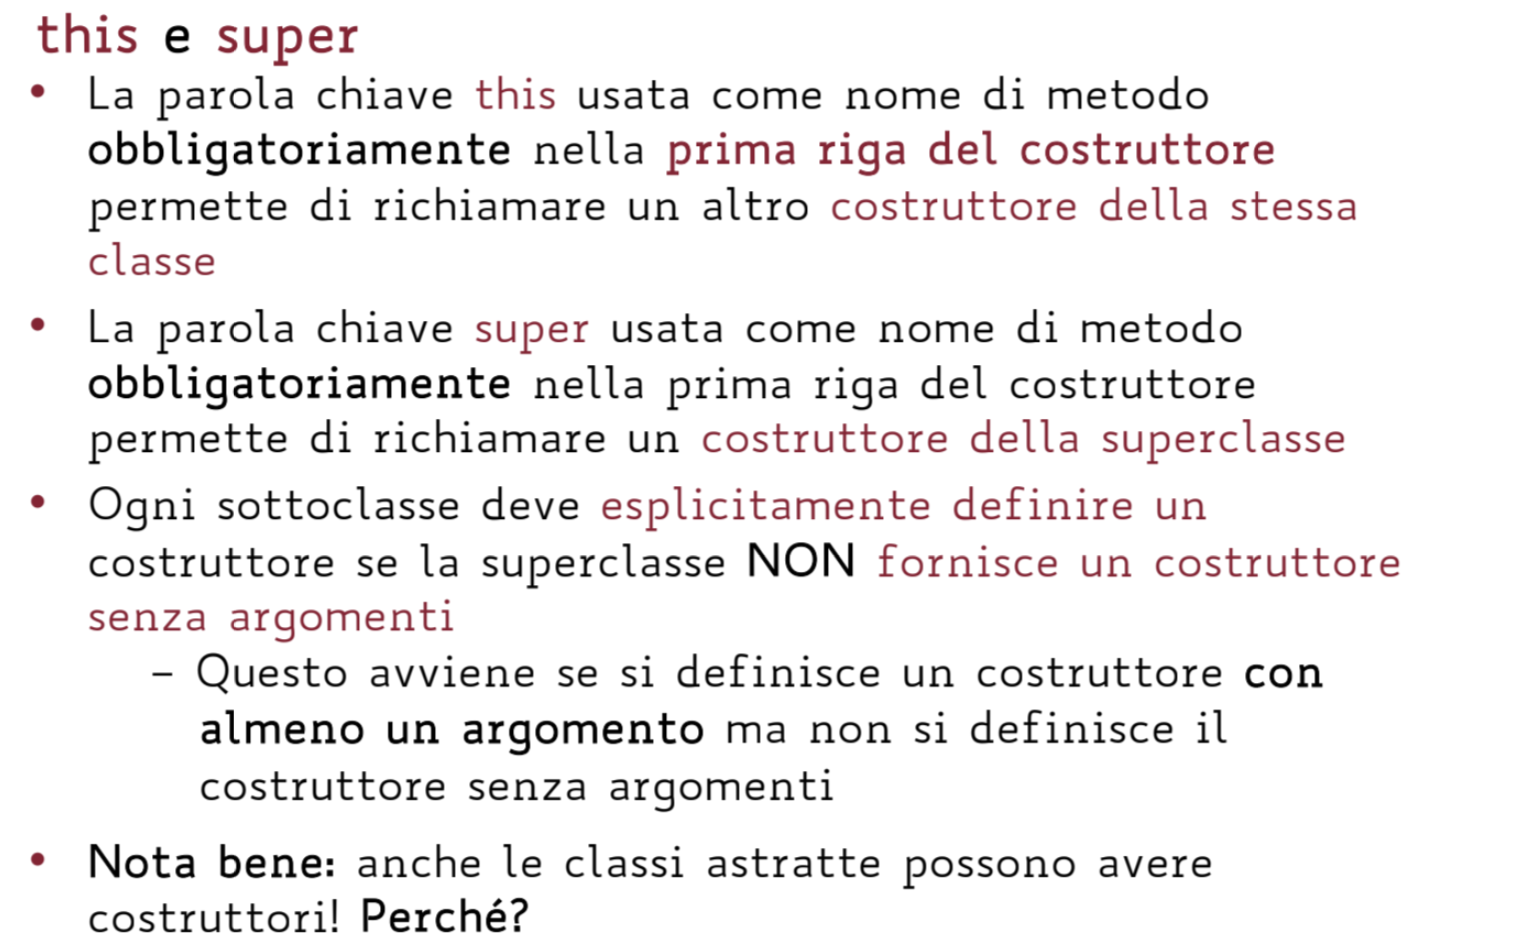 this e super
• La parola chiave this usata come nome di metodo
obbligatoriamente nella prima riga del costruttore
permette di richiamare un altro costruttore della stessa
classe
• La parola chiave super usata come nome di metodo
obbligatoriamente nella prima riga del costruttore
permette di richiamare un costruttore della superclasse
• Ogni sottoclasse deve esplicitamente definire un
costruttore se la superclasse NON fornisce un costruttore
senza argomenti
– Questo avviene se si definisce un costruttore con
almeno un argomento ma non si definisce il
costruttore senza argomenti
• Nota bene: anche le classi astratte possono avere
costruttori! Perché?